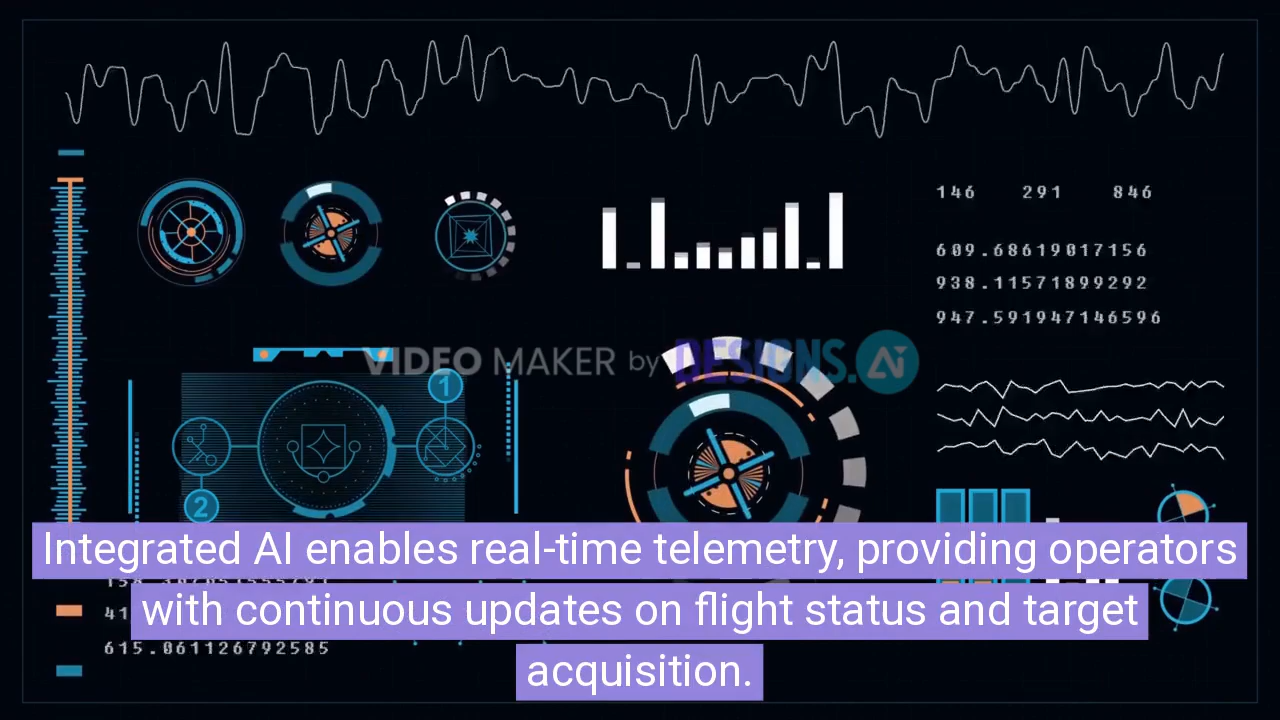 146 291 846
609.68619017156
938.11571899292
947.591947146596
VIDEO MAKER by DESIGNS.Ai
1
2
Integrated AI enables real-time telemetry, providing operators
with continuous updates on flight status and target
41
615.061126792585
acquisition.